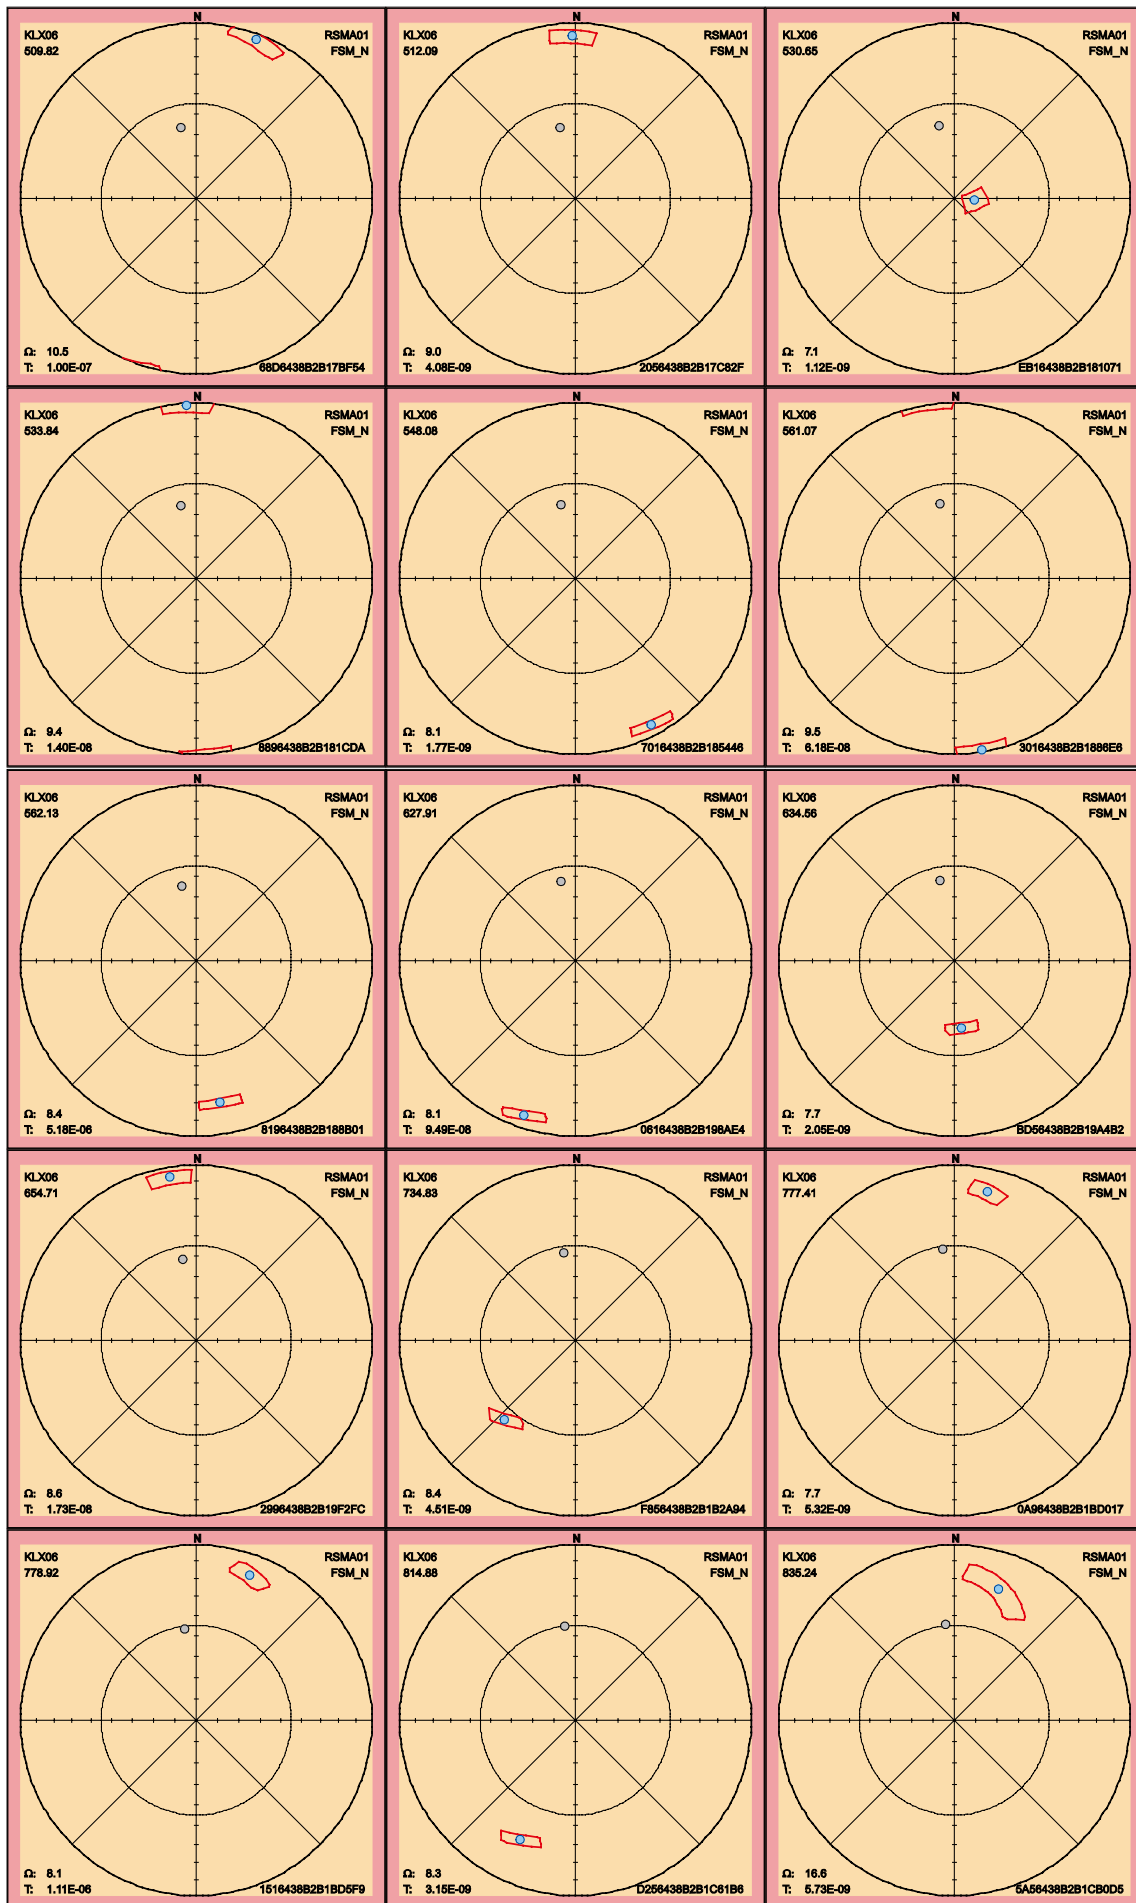 N
KLX06 RSMA01
509.82 FSM_N
Ω: 10.5
T: 1.00E-07 68D6438B2B17BF54
N
KLX06 RSMA01
512.09 FSM_N
Ω: 9.0
T: 4.08E-09 2056438B2B17C82F
N
KLX06 RSMA01
530.65 FSM_N
Ω: 7.1
T: 1.12E-09 EB16438B2B181071
N
KLX06 RSMA01
533.84 FSM_N
Ω: 9.4
T: 1.40E-08 8896438B2B181CDA
N
KLX06 RSMA01
548.08 FSM_N
Ω: 8.1
T: 1.77E-09 7016438B2B185446
N
KLX06 RSMA01
561.07 FSM_N
Ω: 9.5
T: 6.18E-08 3016438B2B1886E6
N
KLX06 RSMA01
562.13 FSM_N
Ω: 8.4
T: 5.18E-06 8196438B2B188B01
N
KLX06 RSMA01
627.91 FSM_N
Ω: 8.1
T: 9.49E-08 0616438B2B198AE4
N
KLX06 RSMA01
634.56 FSM_N
Ω: 7.7
T: 2.05E-09 BD56438B2B19A4B2
N
KLX06 RSMA01
654.71 FSM_N
Ω: 8.6
T: 1.73E-08 2996438B2B19F2FC
N
KLX06 RSMA01
734.83 FSM_N
Ω: 8.4
T: 4.51E-09 F856438B2B1B2A94
N
KLX06 RSMA01
777.41 FSM_N
Ω: 7.7
T: 5.32E-09 0A96438B2B1BD017
N
KLX06 RSMA01
778.92 FSM_N
Ω: 8.1
T: 1.11E-06 1516438B2B1BD5F9
N
KLX06 RSMA01
814.88 FSM_N
Ω: 8.3
T: 3.15E-09 D256438B2B1C61B6
N
KLX06 RSMA01
835.24 FSM_N
Ω: 16.6
T: 5.73E-09 5A56438B2B1CB0D5